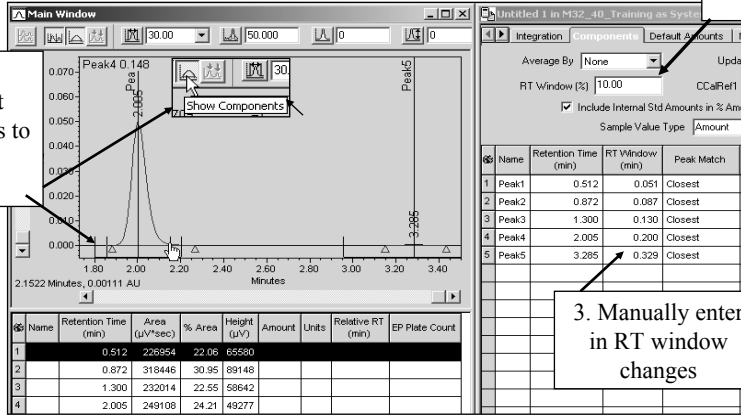 Main Window
30.00
50.000
0
0
Peak4 0.148
Pea
2.005
30.
Show Components
Peak5
3.285
0.070
0.060
0.050
0.040
0.030
0.020
0.010
0.000
1.80 2.00 2.20 2.40 2.60 2.80 3.00 3.20 3.40
Minutes
2.1522 Minutes, 0.00111 AU
s to
Name Retention Time (min) Area (µV*sec) % Area Height (µV) Amount Units Relative RT (min) EP Plate Count
1 0.512 226954 22.06 65580
2 0.872 318446 30.95 89148
3 1.300 232014 22.55 58642
4 2.005 249108 24.21 49277
Untitled 1 in M32_40_Training as Syste
Integration Components Default Amounts
Average By None Upda
RT Window (%) 10.00 CCalRef1
Include Internal Std Amounts in % Am
Sample Value Type Amount
Name Retention Time (min) RT Window (min) Peak Match
1 Peak1 0.512 0.051 Closest
2 Peak2 0.872 0.087 Closest
3 Peak3 1.300 0.130 Closest
4 Peak4 2.005 0.200 Closest
5 Peak5 3.285 0.329 Closest
3. Manually enter
in RT window
changes